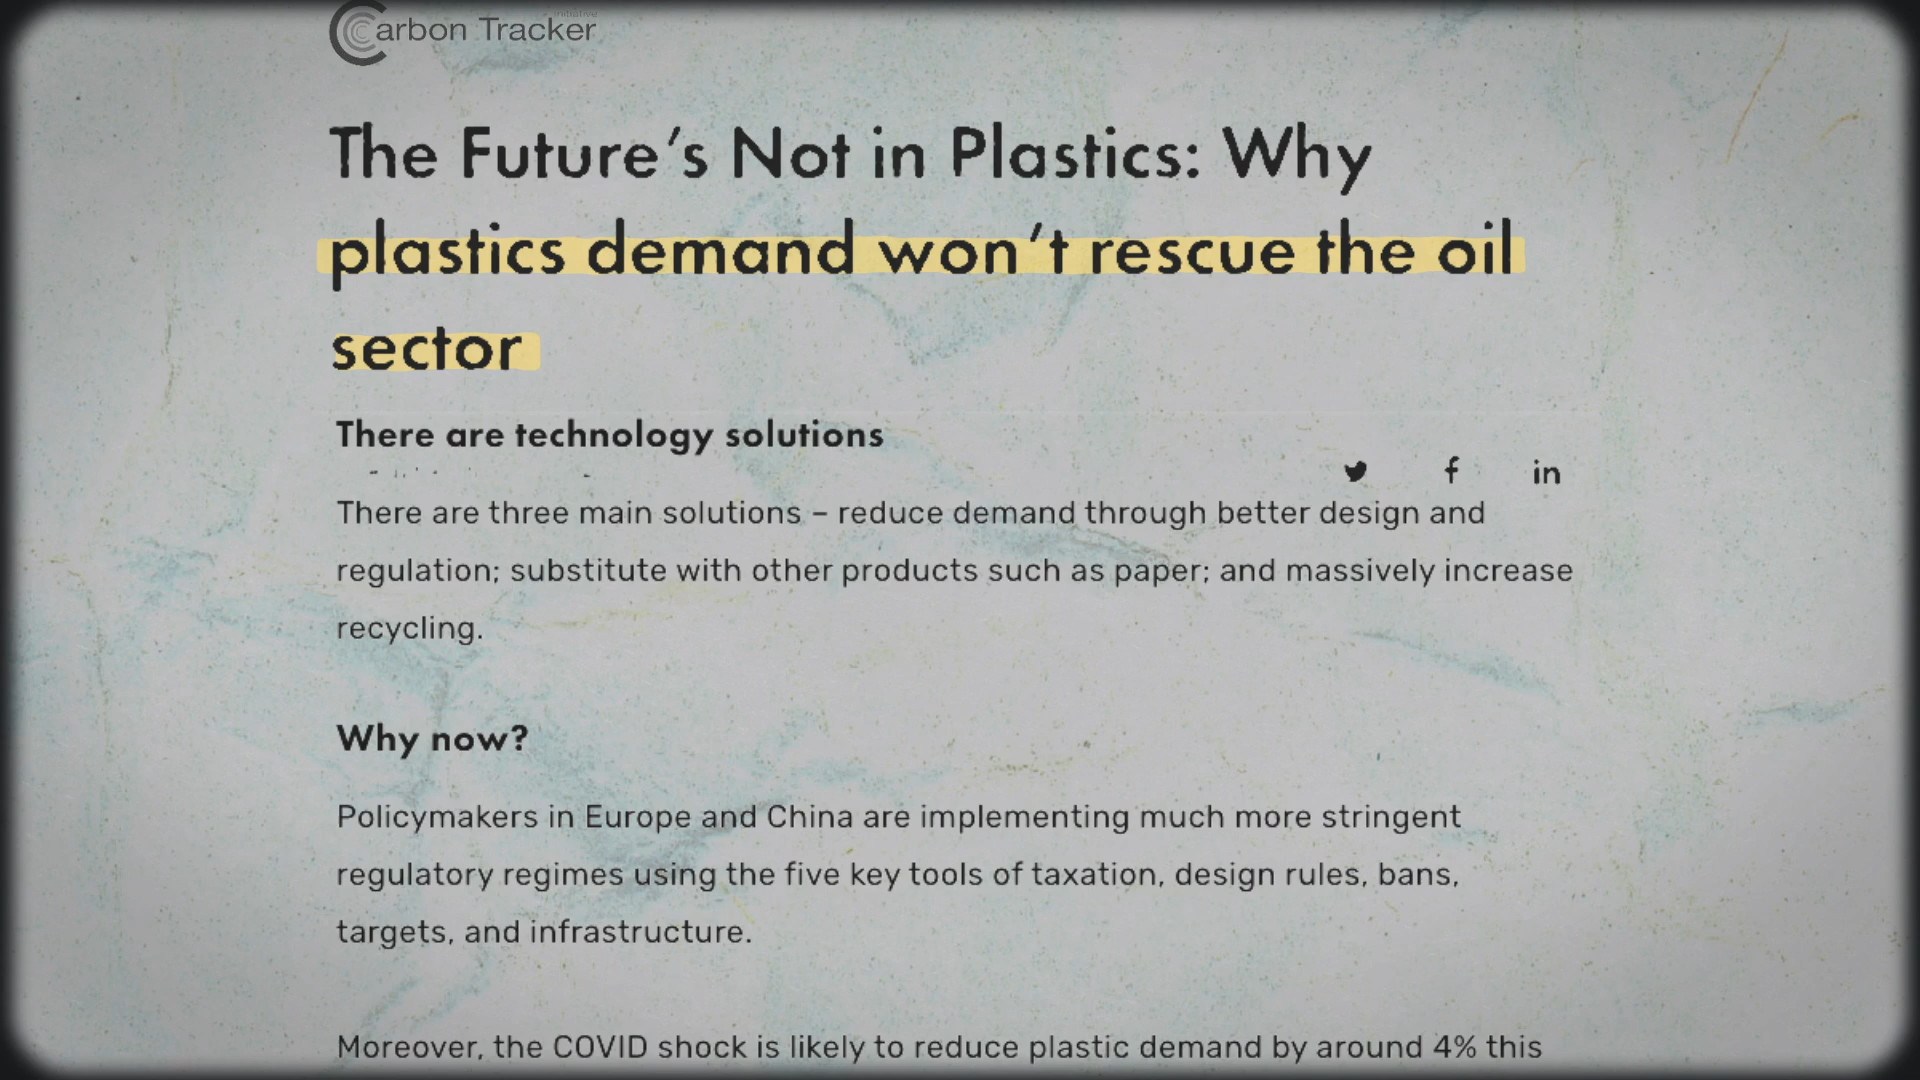 Carbon Tracker
Initiative
The Future's Not in Plastics: Why
plastics demand won't rescue the oil
sector
There are technology solutions
f in
There are three main solutions – reduce demand through better design and
regulation; substitute with other products such as paper; and massively increase
recycling.
Why now?
Policymakers in Europe and China are implementing much more stringent
regulatory regimes using the five key tools of taxation, design rules, bans,
targets, and infrastructure.
Moreover, the COVID shock is likely to reduce plastic demand by around 4% this